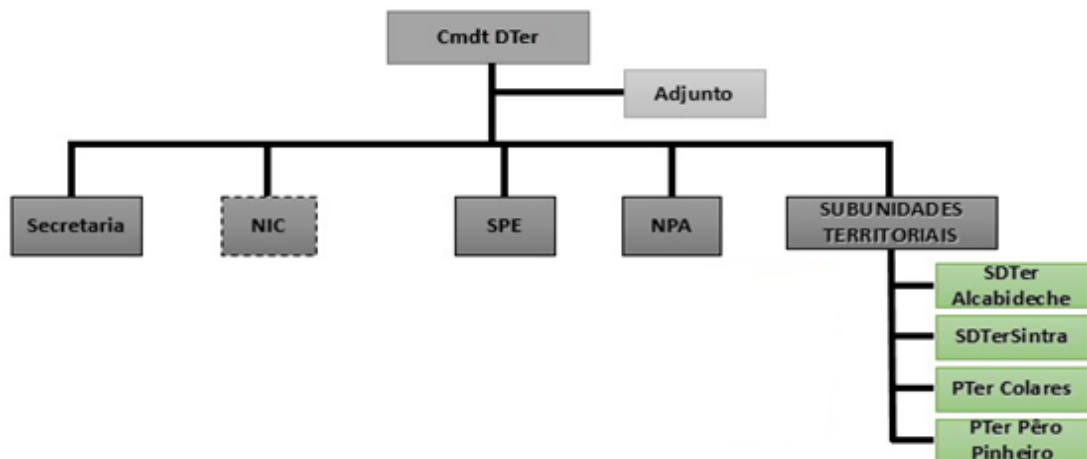 Cmdt DTer
Adjunto
Secretaria
NIC
SPE
NPA
SUBUNIDADES
TERRITORIAIS
SDTer
Alcabideche
SDTerSintra
PTer Colares
PTer Pêro
Pinheiro